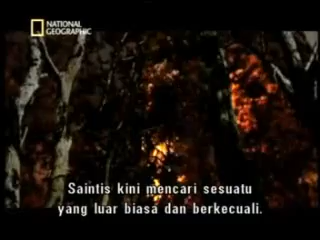 NATIONAL
GEOGRAPHIC
Saintis kini mencari sesuatu
yang luar biasa dan berkecuali.